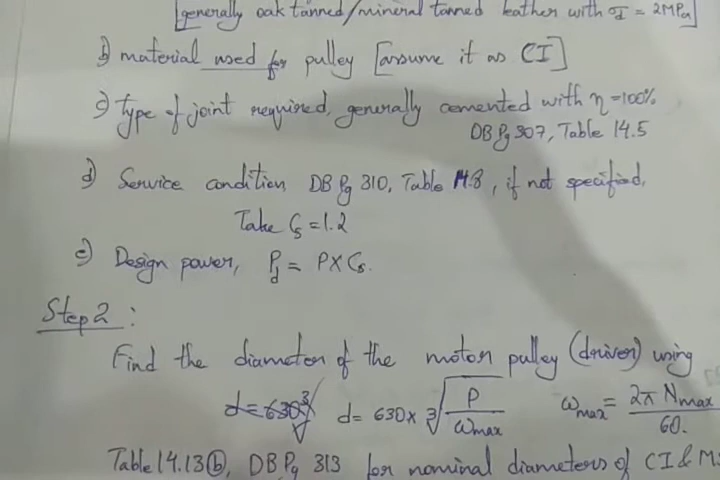 [generally oak tanned/mineral tanned leather with σt = 2MPa]
b) material used for pulley [assume it as CI]
c) Type of joint required, generally cemented with η=100%
DB Pg 307, Table 14.5
d) Service condition DB Pg 310, Table 14.8, if not specified,
Take Cs = 1.2
e) Design power, Pd = P X Cs.
Step 2 :
Find the diameter of the motor pulley (driver) using
d = 630 ∛ d = 630 x ∛(P/ωmax) ωmax = 2π Nmax/60.
Table 14.13(b), DB Pg 313 for nominal diameters of CI & M